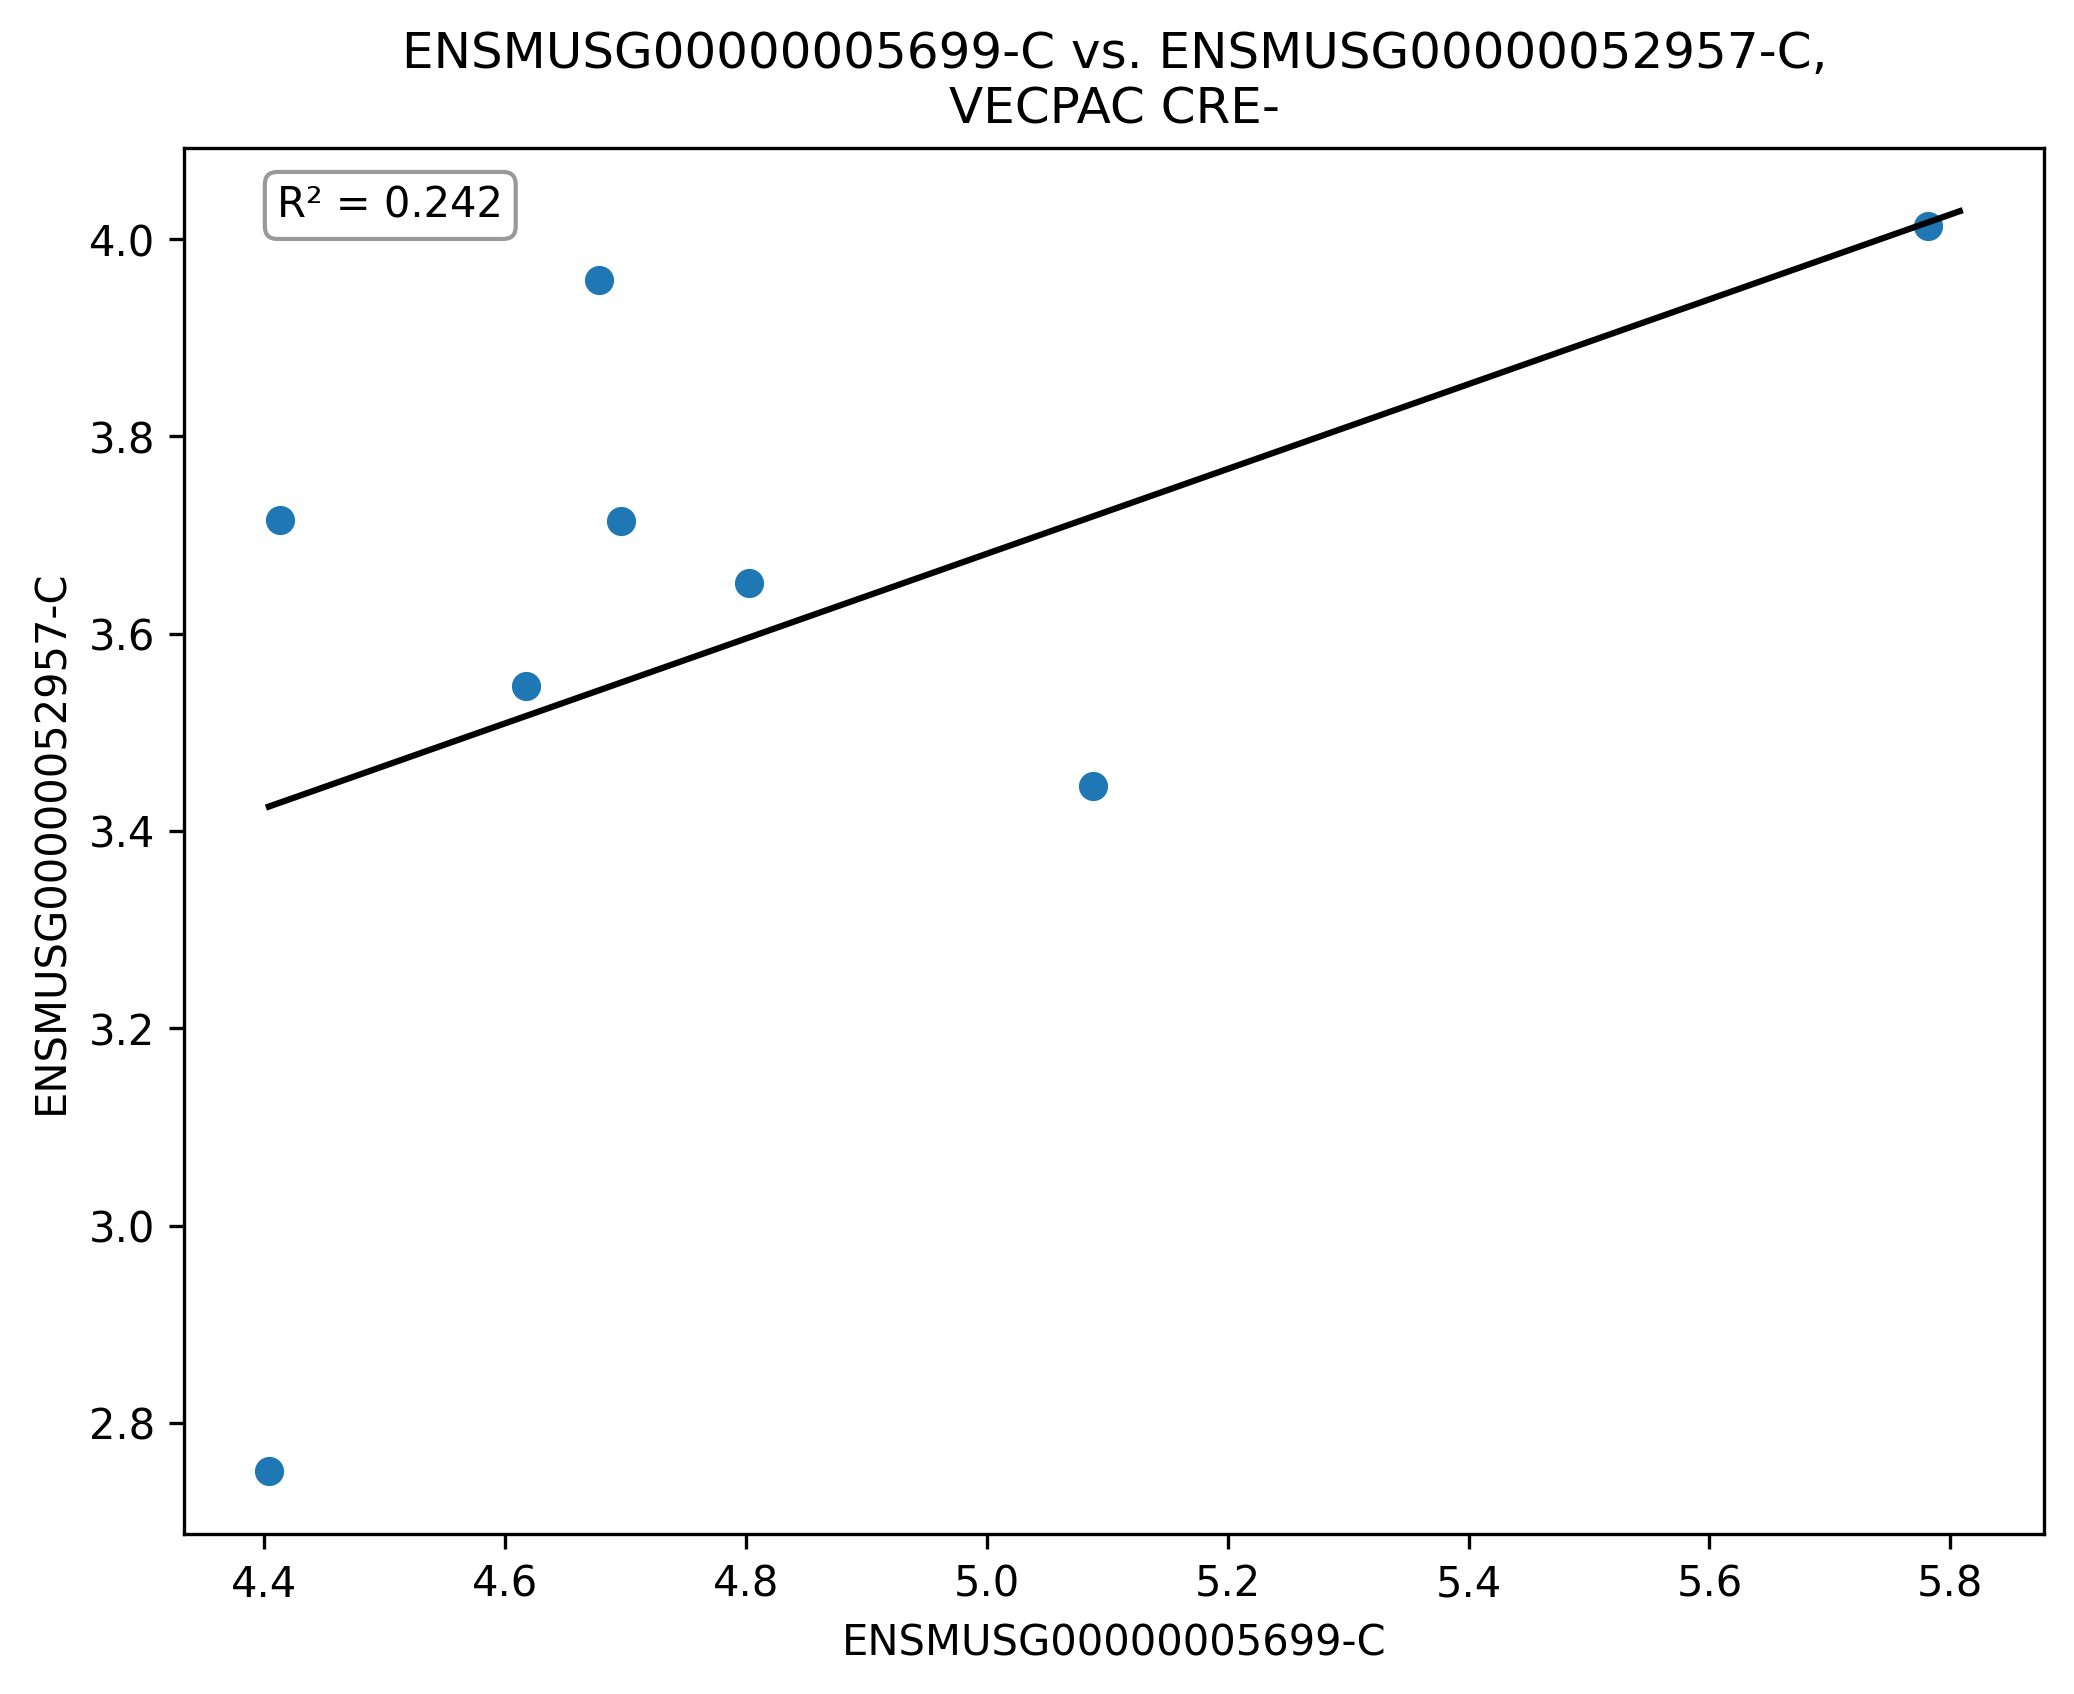 ENSMUSG00000005699-C vs. ENSMUSG00000052957-C,
VECPAC CRE-
R² = 0.242
4.0
3.8
3.6
3.4
3.2
3.0
2.8
ENSMUSG00000052957-C
4.4 4.6 4.8 5.0 5.2 5.4 5.6 5.8
ENSMUSG00000005699-C